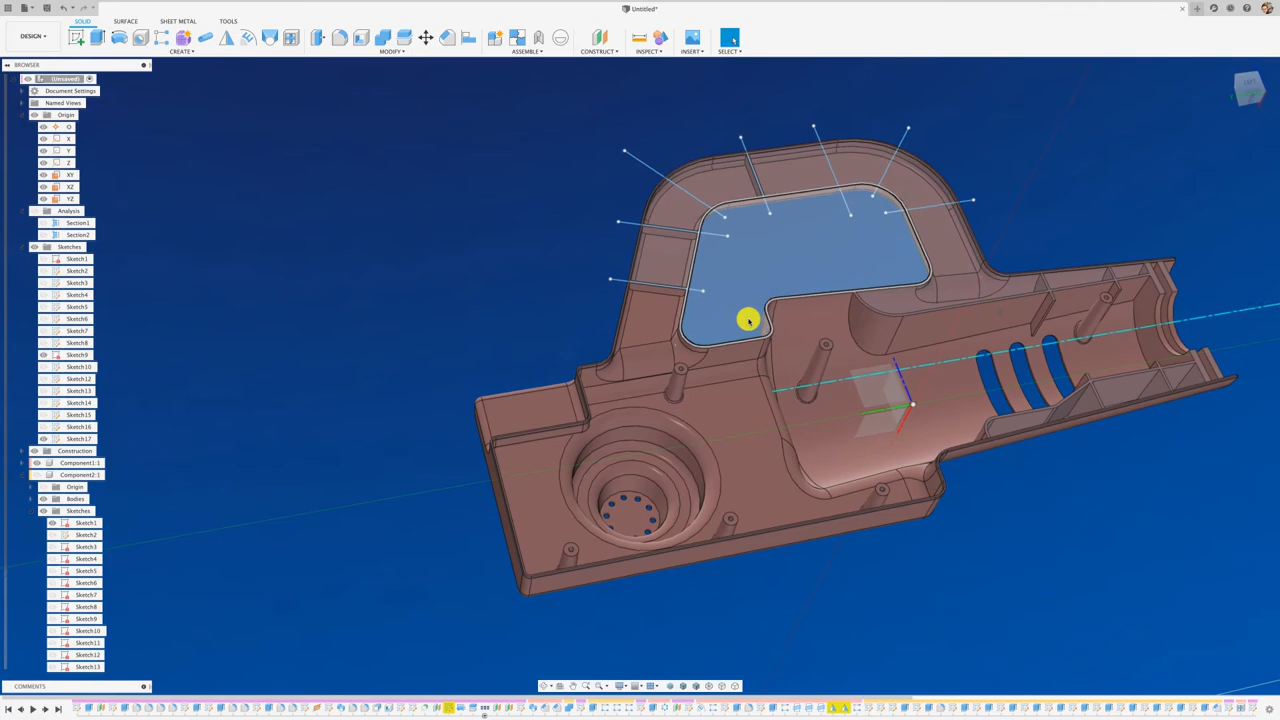 Untitled*
SOLID
SURFACE
SHEET METAL
TOOLS
DESIGN
CREATE
MODIFY
ASSEMBLE
CONSTRUCT
INSPECT
INSERT
SELECT
BROWSER
(Unsaved)
Document Settings
Named Views
Origin
O
X
Y
Z
XY
XZ
YZ
Analysis
Section1
Section2
Sketches
Sketch1
Sketch2
Sketch3
Sketch4
Sketch5
Sketch6
Sketch7
Sketch8
Sketch9
Sketch10
Sketch12
Sketch13
Sketch14
Sketch15
Sketch16
Sketch17
Construction
Component1:1
Component2:1
Origin
Bodies
Sketches
Sketch1
Sketch2
Sketch3
Sketch4
Sketch5
Sketch6
Sketch7
Sketch8
Sketch9
Sketch10
Sketch11
Sketch12
Sketch13
COMMENTS
LEFT